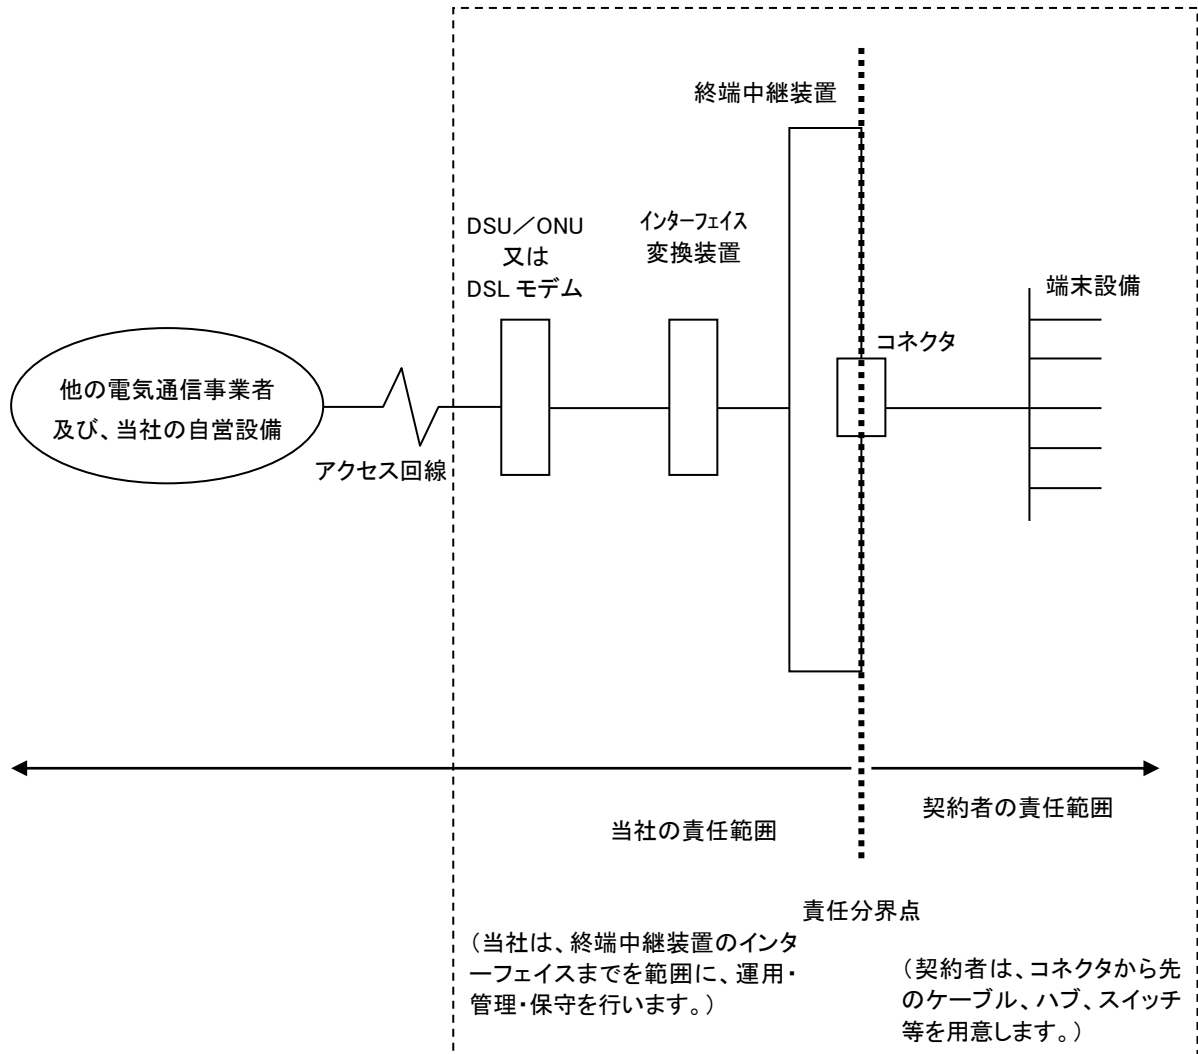 終端中継装置
DSU／ONU
又は
DSL モデム
インターフェイス
変換装置
端末設備
コネクタ
他の電気通信事業者
及び、当社の自営設備
アクセス回線
当社の責任範囲
契約者の責任範囲
責任分界点
（当社は、終端中継装置のインタ
ーフェイスまでを範囲に、運用・
管理・保守を行います。）
（契約者は、コネクタから先
のケーブル、ハブ、スイッチ
等を用意します。）